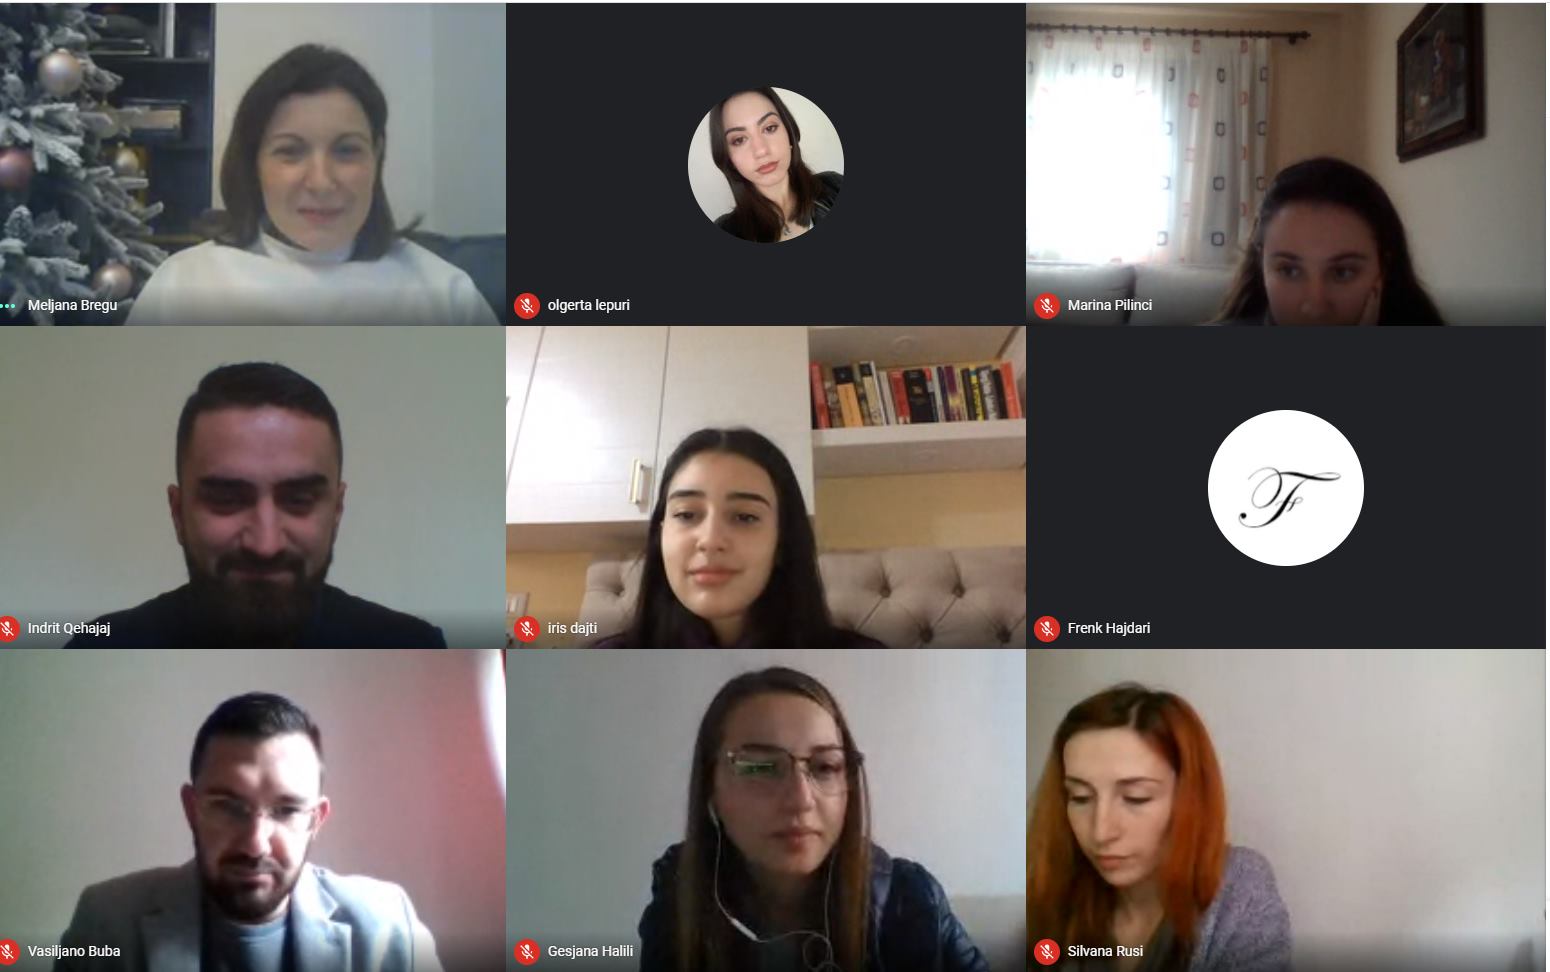 Meljana Bregu
olgerta lepuri
Marina Pilinci
Indrit Qehajaj
iris dajti
F
Frenk Hajdari
Vasiljano Buba
Gesjana Halili
Silvana Rusi